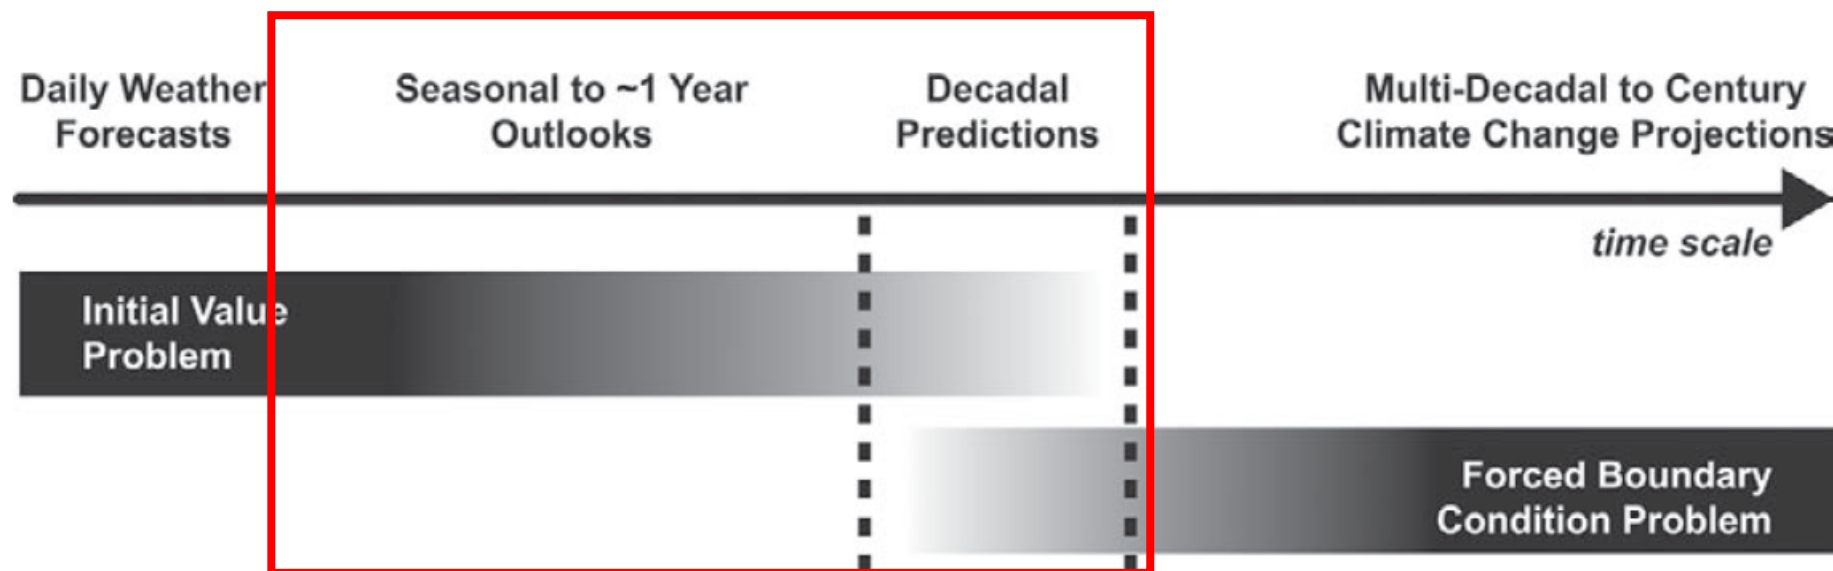 Daily Weather
Forecasts
Seasonal to ~1 Year
Outlooks
Decadal
Predictions
Multi-Decadal to Century
Climate Change Projections
time scale
Initial Value
Problem
Forced Boundary
Condition Problem